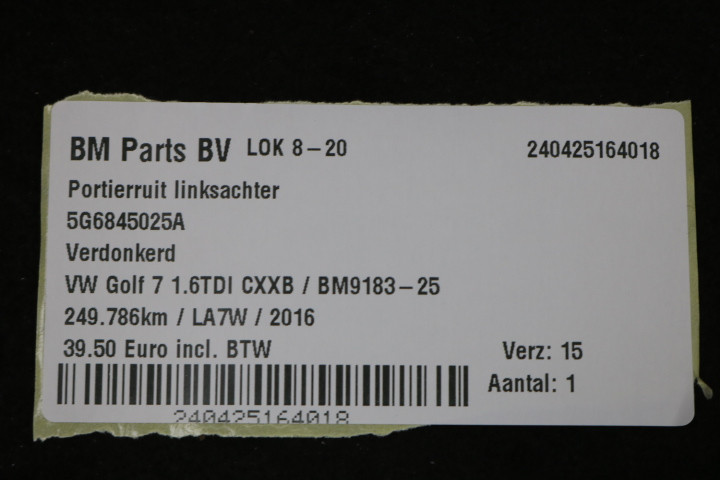 BM Parts BV LOK 8-20 240425164018
Portierruit linksachter
5G6845025A
Verdonkerd
VW Golf 7 1.6TDI CXXB / BM9183-25
249.786km / LA7W / 2016
39.50 Euro incl. BTW Verz: 15
Aantal: 1
240425164018